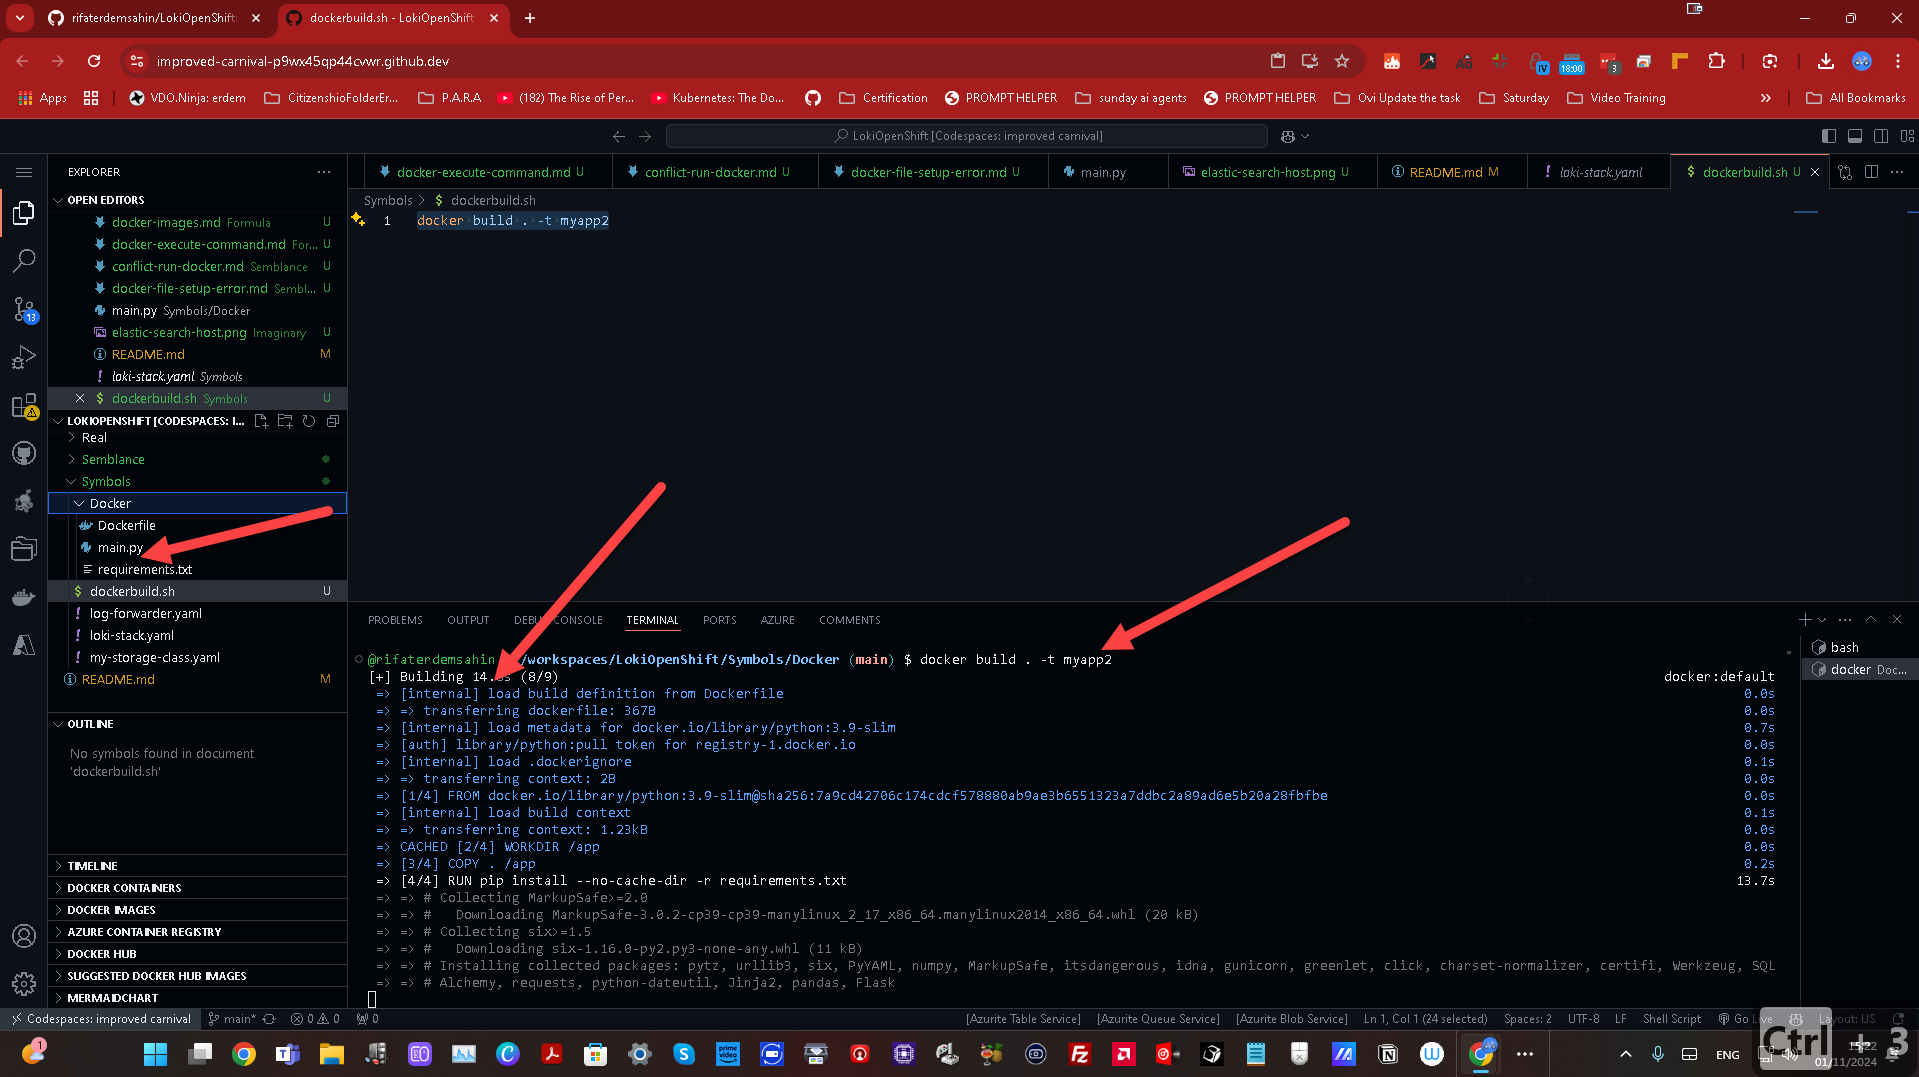 rifaterdemsahin/LokiOpenShift
dockerbuild.sh - LokiOpenShift
improved-carnival-p9wx45qp44cvwr.github.dev
IV
18:00
3
Apps
VDO.Ninja: erdem
CitizenshioFolderEr...
P.A.R.A
(182) The Rise of Per...
Kubernetes: The Do...
Certification
PROMPT HELPER
sunday ai agents
PROMPT HELPER
Ovi Update the task
Saturday
Video Training
All Bookmarks
LokiOpenShift [Codespaces: improved carnival]
EXPLORER
docker-execute-command.md U
conflict-run-docker.md U
docker-file-setup-error.md U
main.py
elastic-search-host.png U
README.md M
loki-stack.yaml
$ dockerbuild.sh U
OPEN EDITORS
Symbols > $ dockerbuild.sh
1 docker build . -t myapp2
docker-images.md Formula U
docker-execute-command.md For... U
conflict-run-docker.md Semblance U
docker-file-setup-error.md Sembl... U
main.py Symbols/Docker
elastic-search-host.png Imaginary U
README.md M
! loki-stack.yaml Symbols
$ dockerbuild.sh Symbols U
13
LOKIOPENSHIFT [CODESPACES: I...
Real
Semblance
Symbols
Docker
Dockerfile
main.py
requirements.txt
$ dockerbuild.sh U
! log-forwarder.yaml
! loki-stack.yaml
! my-storage-class.yaml
README.md M
OUTLINE
No symbols found in document
'dockerbuild.sh'
TIMELINE
DOCKER CONTAINERS
DOCKER IMAGES
AZURE CONTAINER REGISTRY
DOCKER HUB
SUGGESTED DOCKER HUB IMAGES
MERMAIDCHART
PROBLEMS
OUTPUT
CONSOLE
TERMINAL
PORTS
AZURE
COMMENTS
bash
docker Doc...
@rifaterdemsahin /workspaces/LokiOpenShift/Symbols/Docker (main) $ docker build . -t myapp2
[+] Building (8/9) docker:default
=> [internal] load build definition from Dockerfile 0.0s
=> => transferring dockerfile: 367B 0.0s
=> [internal] load metadata for docker.io/library/python:3.9-slim 0.7s
=> [auth] library/python:pull token for registry-1.docker.io 0.0s
=> [internal] load .dockerignore 0.1s
=> => transferring context: 2B 0.0s
=> [1/4] FROM docker.io/library/python:3.9-slim@sha256:7a9cd42706c174cdcf578880ab9ae3b6551323a7ddbc2a89ad6e5b20a28fbfbe 0.0s
=> [internal] load build context 0.1s
=> => transferring context: 1.23kB 0.0s
=> CACHED [2/4] WORKDIR /app 0.0s
=> [3/4] COPY . /app 0.2s
=> [4/4] RUN pip install --no-cache-dir -r requirements.txt 13.7s
=> => # Collecting MarkupSafe>=2.0
=> => # Downloading MarkupSafe-3.0.2-cp39-cp39-manylinux_2_17_x86_64.manylinux2014_x86_64.whl (20 kB)
=> => # Collecting six>=1.5
=> => # Downloading six-1.16.0-py2.py3-none-any.whl (11 kB)
=> => # Installing collected packages: pytz, urllib3, six, PyYAML, numpy, MarkupSafe, itsdangerous, idna, gunicorn, greenlet, click, charset-normalizer, certifi, Werkzeug, SQL
=> => # Alchemy, requests, python-dateutil, Jinja2, pandas, Flask
Codespaces: improved carnival
main*
0 0
0
[Azurite Table Service]
[Azurite Queue Service]
[Azurite Blob Service]
Ln 1, Col 1 (24 selected)
Spaces: 2
UTF-8
LF
Shell Script
Layout: US
Ctrl + 3
1
ENG
01/11/2024